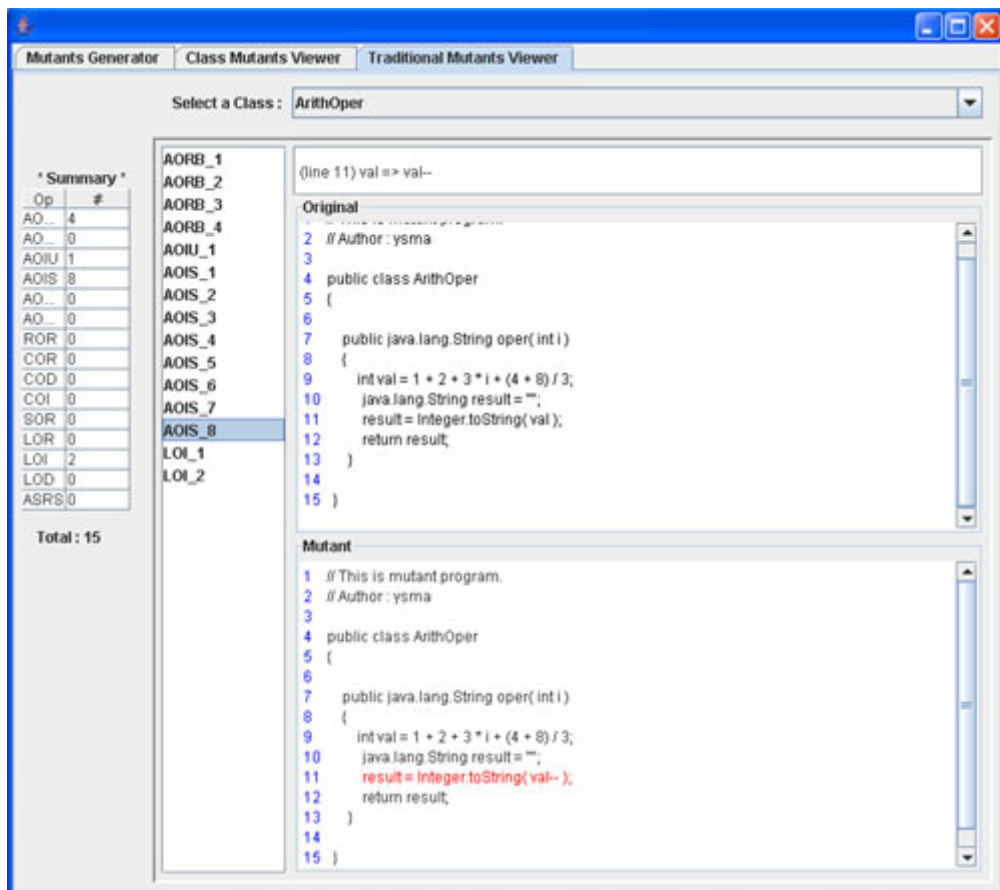 Mutants Generator Class Mutants Viewer Traditional Mutants Viewer
Select a Class : ArithOper
* Summary *
Op #
AO... 4
AO... 0
AOIU 1
AOIS 8
AO... 0
AO... 0
ROR 0
COR 0
COD 0
COI 0
SOR 0
LOR 0
LOI 2
LOD 0
ASRS 0
Total : 15
AORB_1
AORB_2
AORB_3
AORB_4
AOIU_1
AOIS_1
AOIS_2
AOIS_3
AOIS_4
AOIS_5
AOIS_6
AOIS_7
AOIS_8
LOI_1
LOI_2
(line 11) val => val--
Original
1 // This is mutant program.
2 // Author : ysma
3
4 public class ArithOper
5 {
6
7 public java.lang.String oper( int i )
8 {
9 int val = 1 + 2 + 3 * i + (4 + 8) / 3;
10 java.lang.String result = "";
11 result = Integer.toString( val );
12 return result;
13 }
14
15 }
Mutant
1 // This is mutant program.
2 // Author : ysma
3
4 public class ArithOper
5 {
6
7 public java.lang.String oper( int i )
8 {
9 int val = 1 + 2 + 3 * i + (4 + 8) / 3;
10 java.lang.String result = "";
11 result = Integer.toString( val-- );
12 return result;
13 }
14
15 }